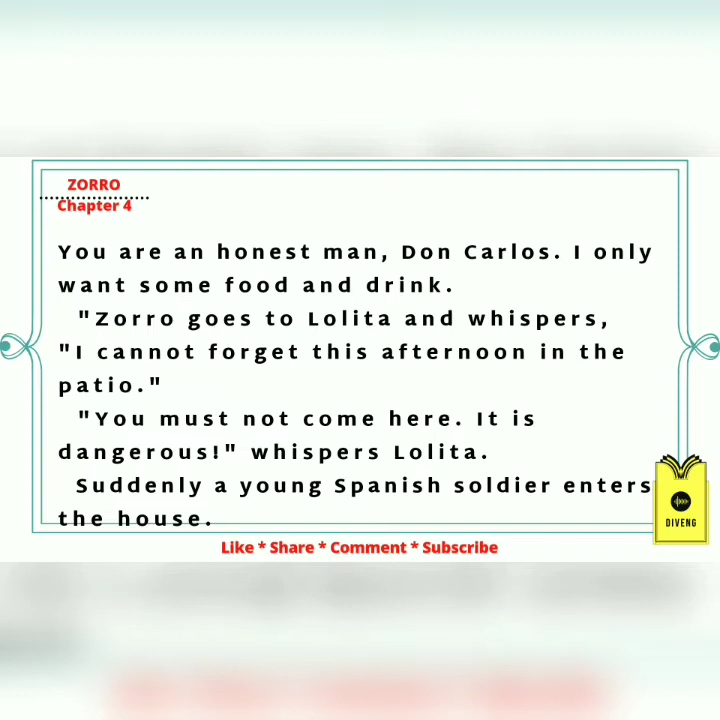 ZORRO
Chapter 4
You are an honest man, Don Carlos. I only
want some food and drink.
"Zorro goes to Lolita and whispers,
"I cannot forget this afternoon in the
patio."
"You must not come here. It is
dangerous!" whispers Lolita.
Suddenly a young Spanish soldier enters
the house.
DIVENG
Like * Share * Comment * Subscribe